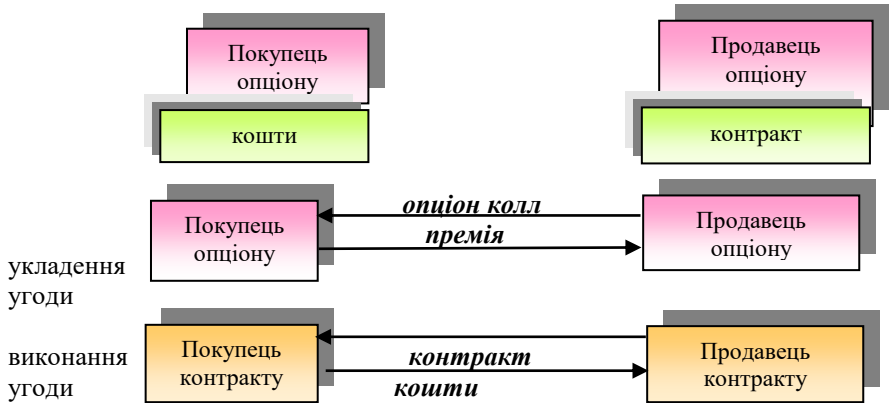 Покупець
опціону
Продавець
опціону
кошти
контракт
Покупець
опціону
опціон колл
премія
Продавець
опціону
укладення
угоди
Покупець
контракту
контракт
кошти
Продавець
контракту
виконання
угоди